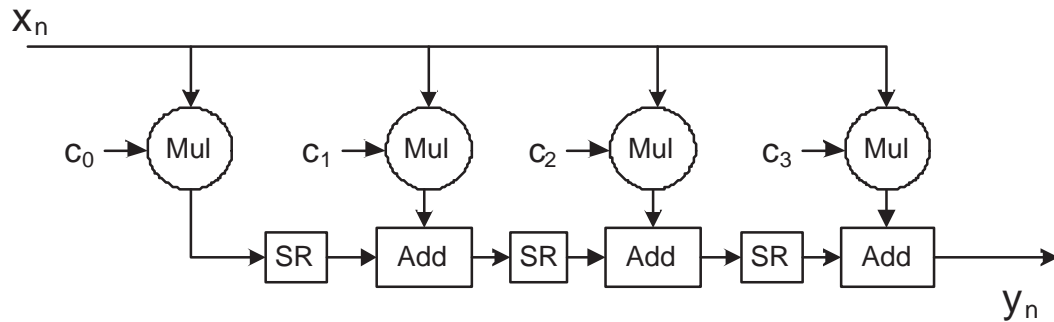 xₙ
c₀ Mul c₁ Mul c₂ Mul c₃ Mul
SR Add SR Add SR Add
yₙ